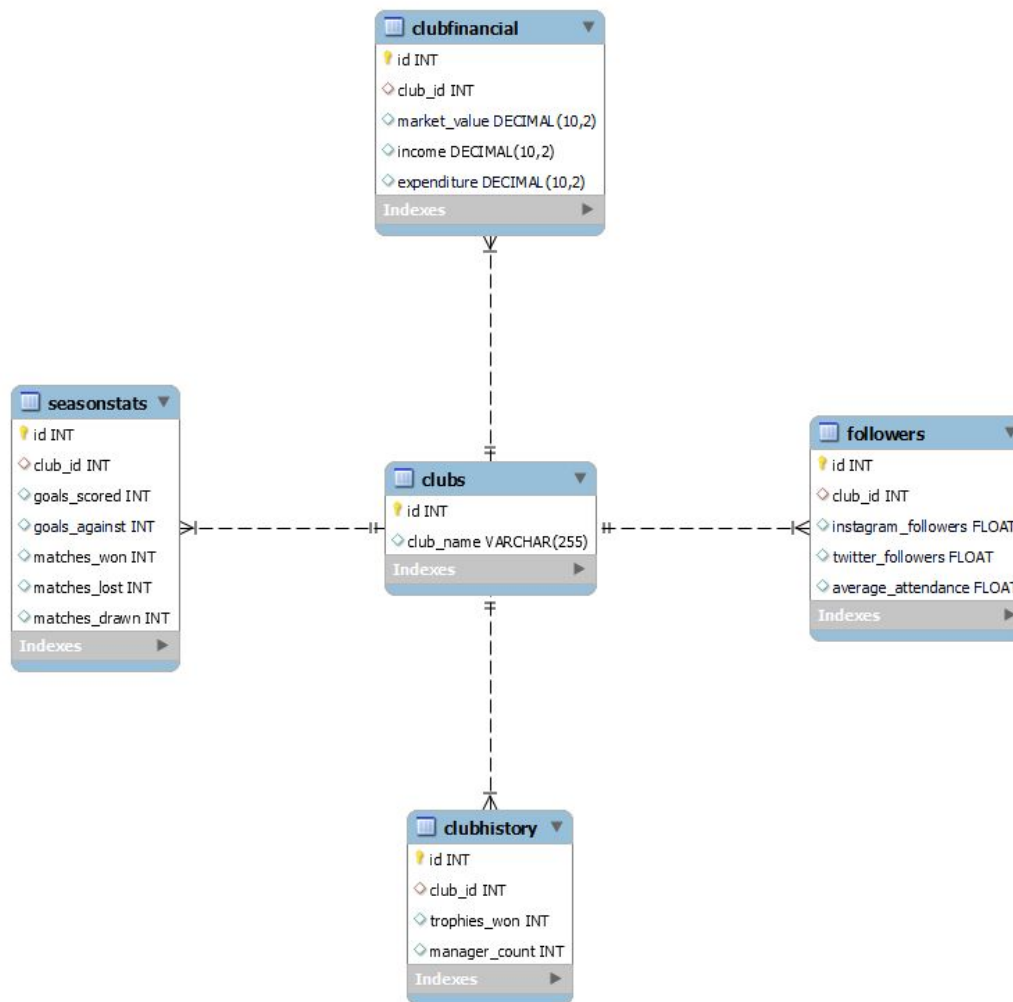 clubfinancial
id INT
club_id INT
market_value DECIMAL(10,2)
income DECIMAL(10,2)
expenditure DECIMAL(10,2)
Indexes
seasonstats
id INT
club_id INT
goals_scored INT
goals_against INT
matches_won INT
matches_lost INT
matches_drawn INT
Indexes
clubs
id INT
club_name VARCHAR(255)
Indexes
followers
id INT
club_id INT
instagram_followers FLOAT
twitter_followers FLOAT
average_attendance FLOAT
Indexes
clubhistory
id INT
club_id INT
trophies_won INT
manager_count INT
Indexes